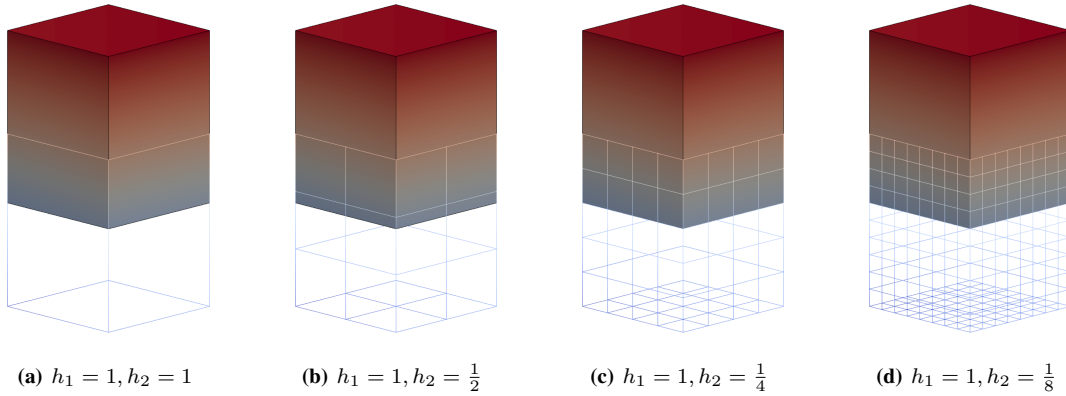 (a) h₁ = 1, h₂ = 1
(b) h₁ = 1, h₂ = 1/2
(c) h₁ = 1, h₂ = 1/4
(d) h₁ = 1, h₂ = 1/8